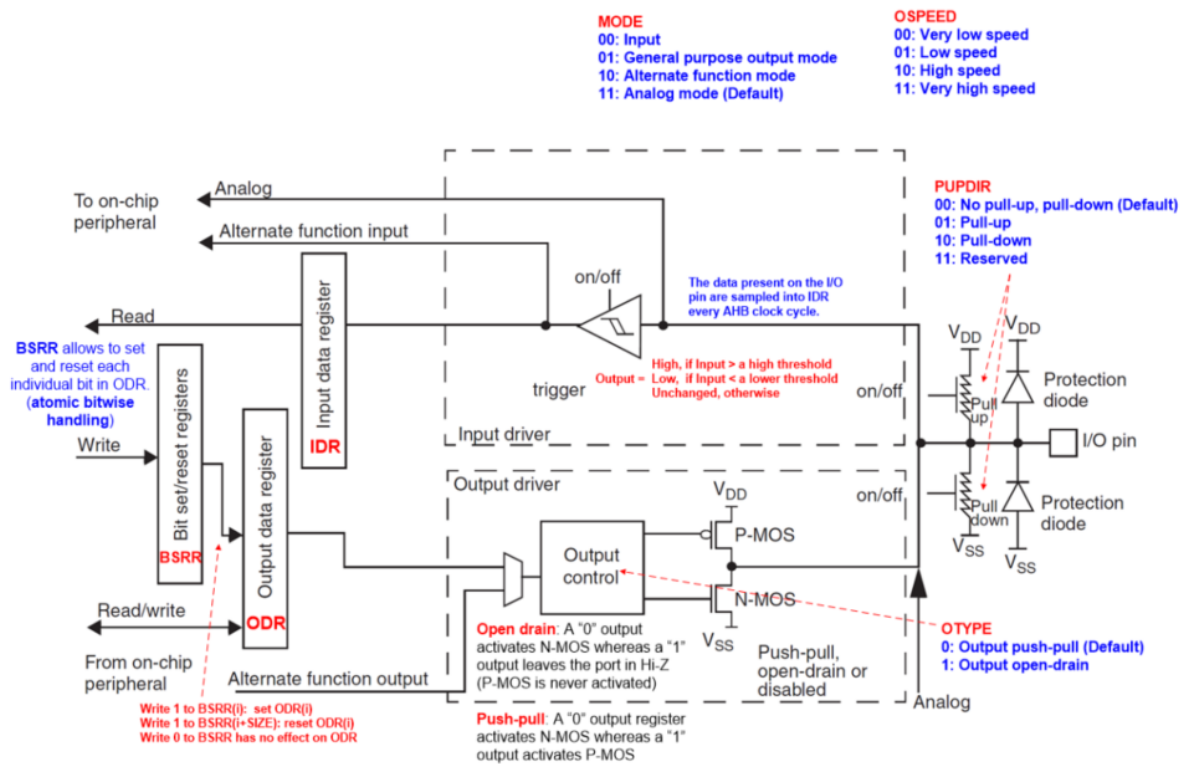 MODE
00: Input
01: General purpose output mode
10: Alternate function mode
11: Analog mode (Default)
OSPEED
00: Very low speed
01: Low speed
10: High speed
11: Very high speed
To on-chip
peripheral
Analog
Alternate function input
PUPDIR
00: No pull-up, pull-down (Default)
01: Pull-up
10: Pull-down
11: Reserved
on/off
The data present on the I/O
pin are sampled into IDR
every AHB clock cycle.
Read
Input data register
IDR
BSRR allows to set
and reset each
individual bit in ODR.
(atomic bitwise
handling)
High, if Input > a high threshold
Output = Low, if Input < a lower threshold
Unchanged, otherwise
trigger
Input driver
on/off
VDD
VDD
Pull
up
Protection
diode
I/O pin
Write
Bit set/reset registers
BSRR
Output data register
ODR
Output driver
on/off
VDD
P-MOS
Output
control
N-MOS
VSS
Pull
down
VSS
Protection
diode
VSS
Read/write
From on-chip
peripheral
Alternate function output
Open drain: A "0" output
activates N-MOS whereas a "1"
output leaves the port in Hi-Z
(P-MOS is never activated)
Push-pull,
open-drain or
disabled
OTYPE
0: Output push-pull (Default)
1: Output open-drain
Analog
Write 1 to BSRR(i): set ODR(i)
Write 1 to BSRR(i+SIZE): reset ODR(i)
Write 0 to BSRR has no effect on ODR
Push-pull: A "0" output register
activates N-MOS whereas a "1"
output activates P-MOS